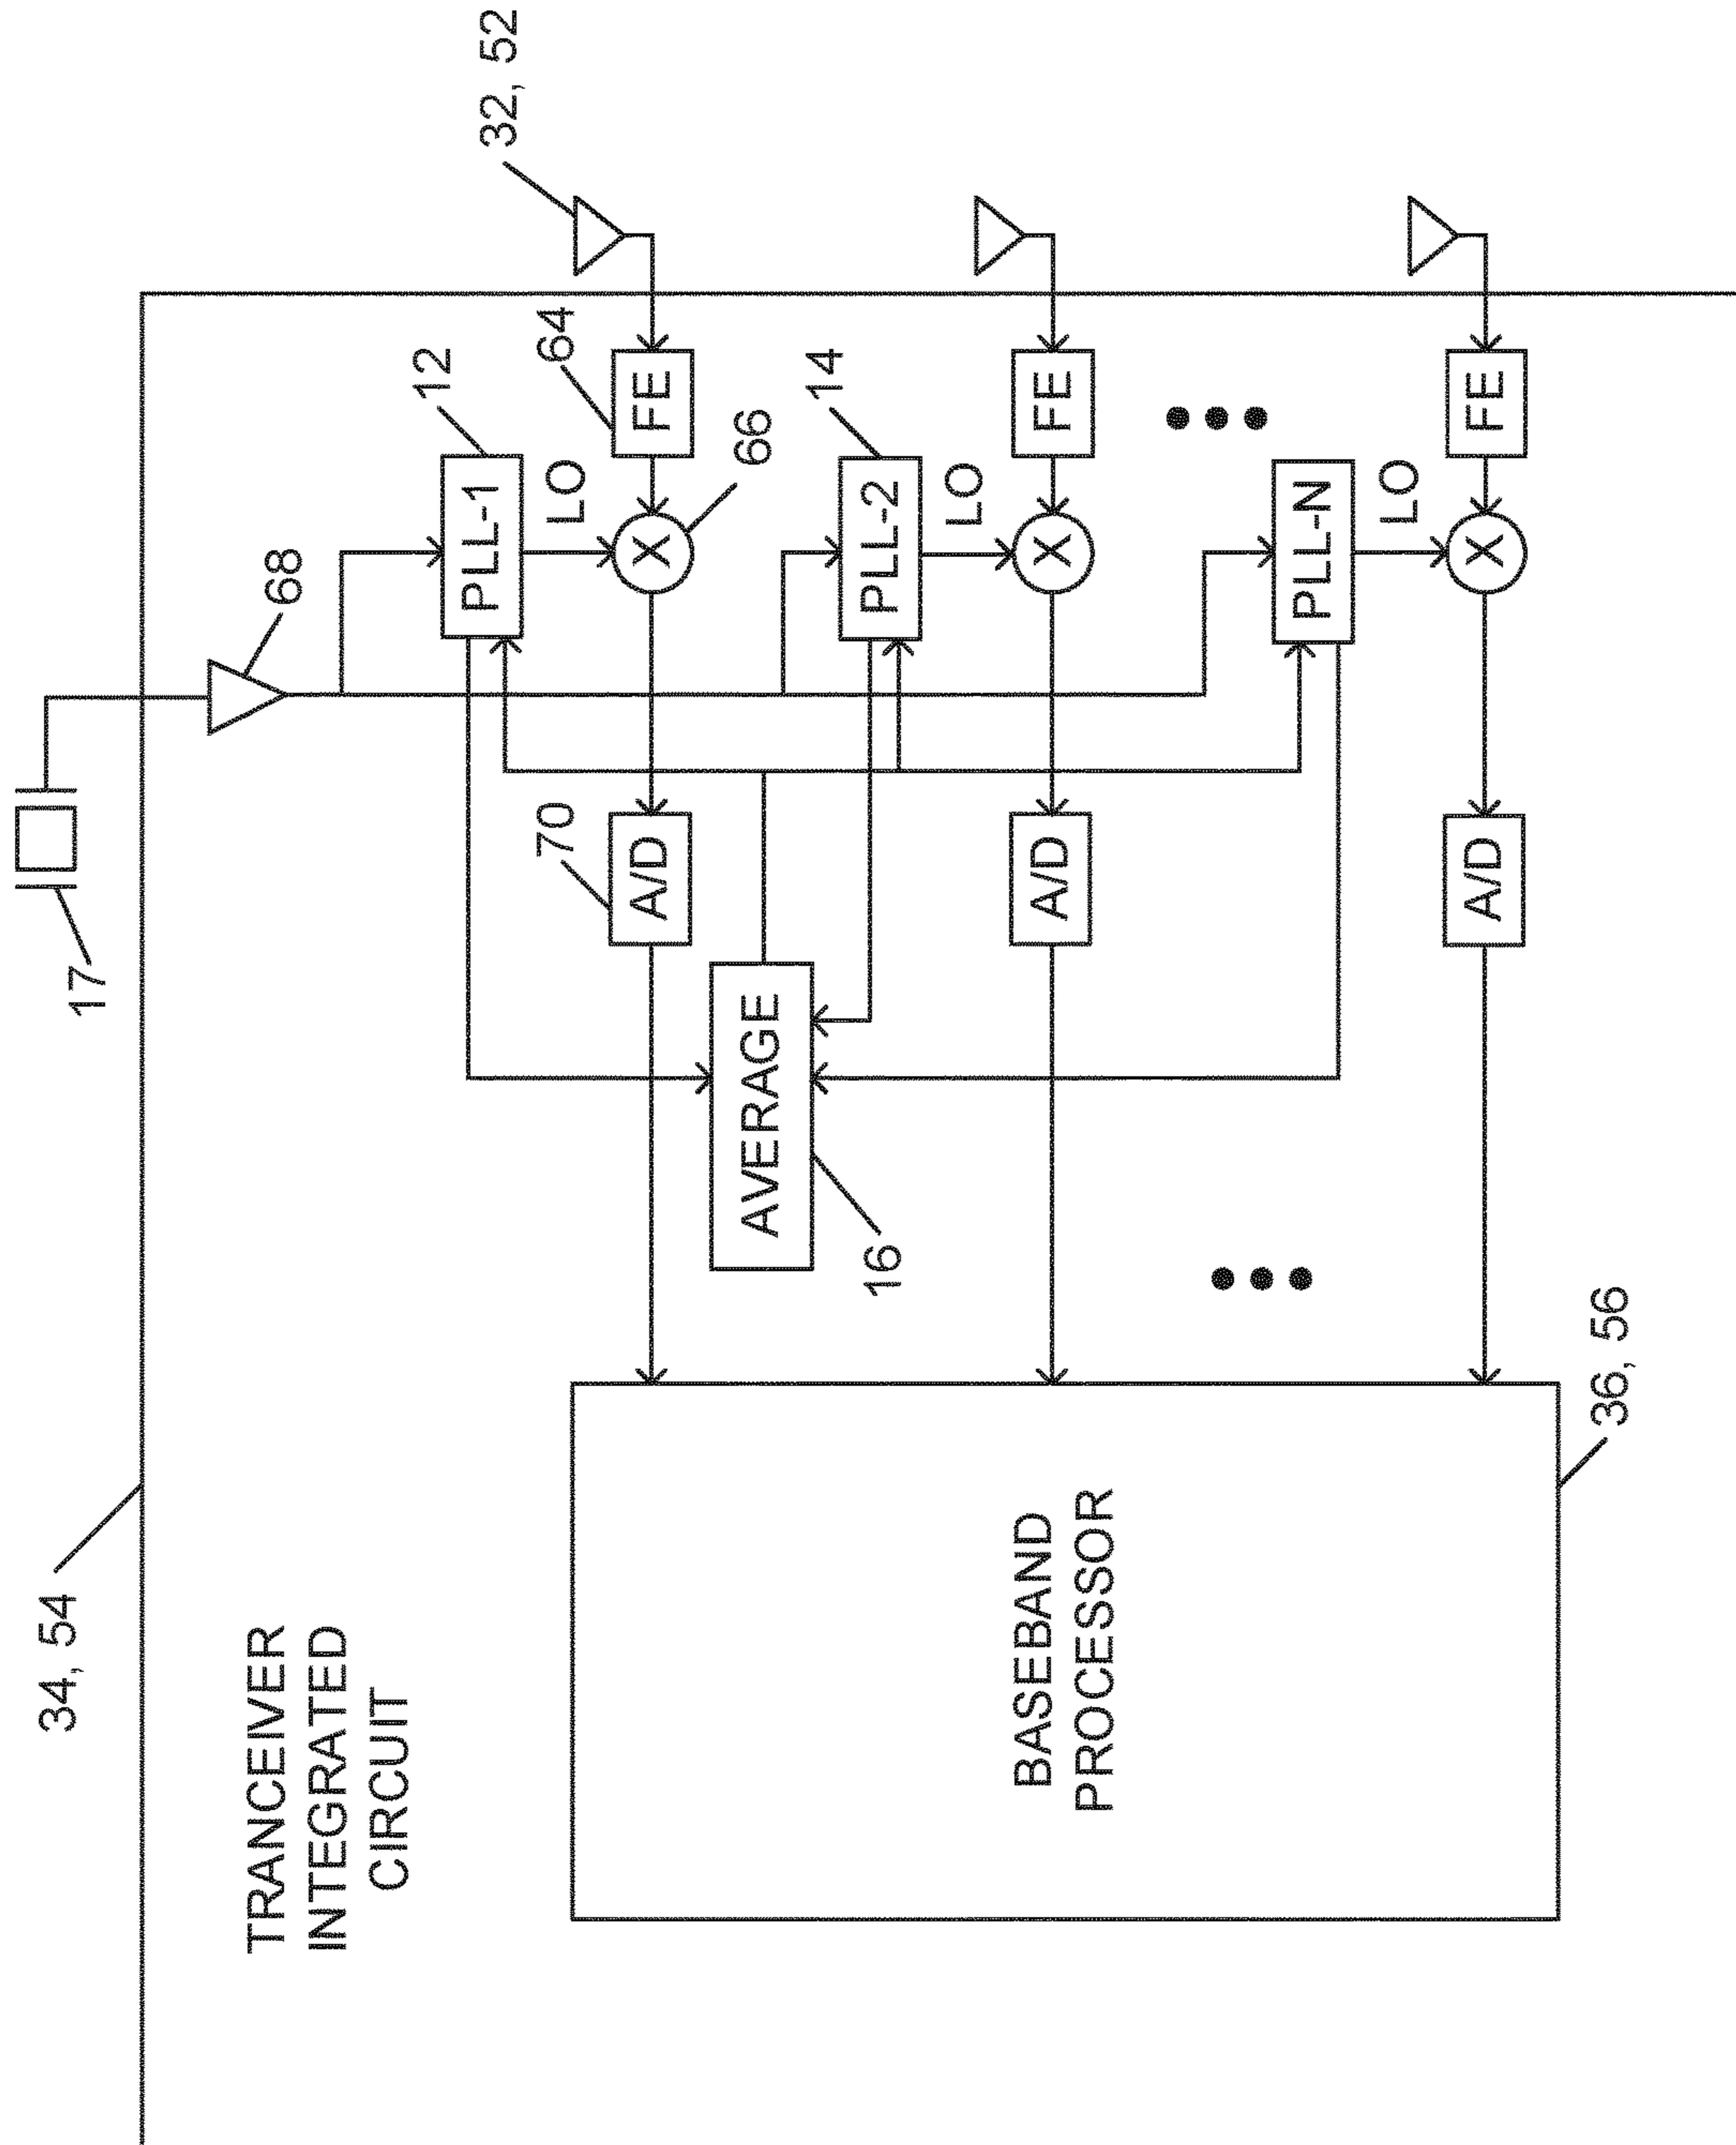 TRANCEIVER
INTEGRATED
CIRCUIT
34, 54
17
68
12
PLL-1
LO
64
FE
66
32, 52
70
A/D
AVERAGE
16
14
PLL-2
LO
FE
X
X
A/D
PLL-N
LO
FE
X
A/D
BASEBAND
PROCESSOR
36, 56